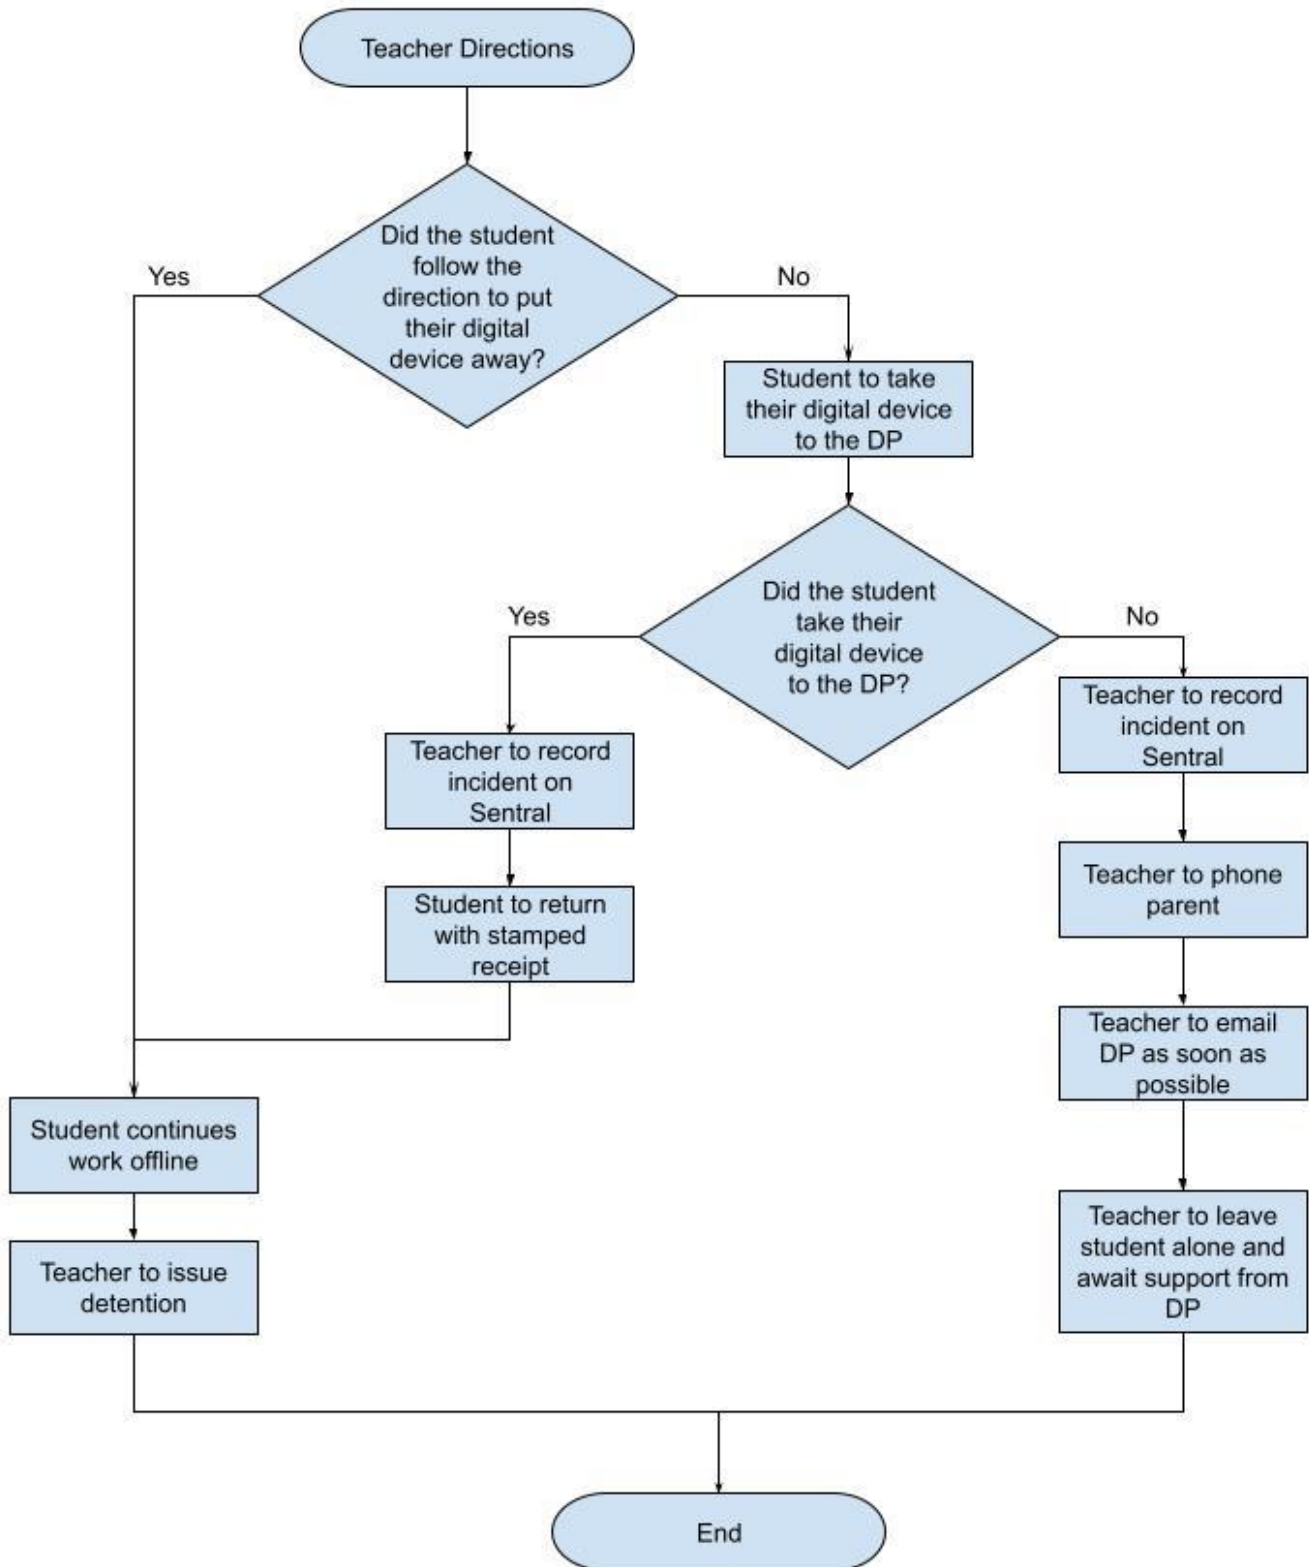 Teacher Directions
Did the student
follow the
direction to put
their digital
device away?
Yes
No
Student to take
their digital device
to the DP
Did the student
take their
digital device
to the DP?
Yes
No
Teacher to record
incident on
Sentral
Student to return
with stamped
receipt
Teacher to record
incident on
Sentral
Teacher to phone
parent
Teacher to email
DP as soon as
possible
Teacher to leave
student alone and
await support from
DP
Student continues
work offline
Teacher to issue
detention
End